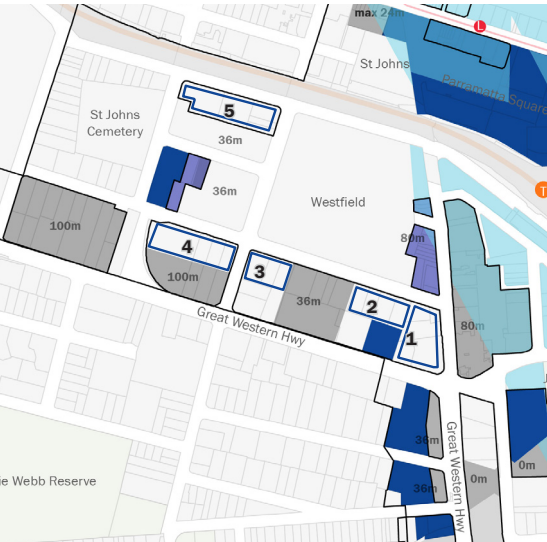 max 24m
L
St Johns
Parramatta Square
St Johns
Cemetery
5
36m
T
36m
Westfield
100m
4
80m
3
100m
36m
2
80m
1
Great Western Hwy
36m
Great Western Hwy
0m
0m
ie Webb Reserve
36m